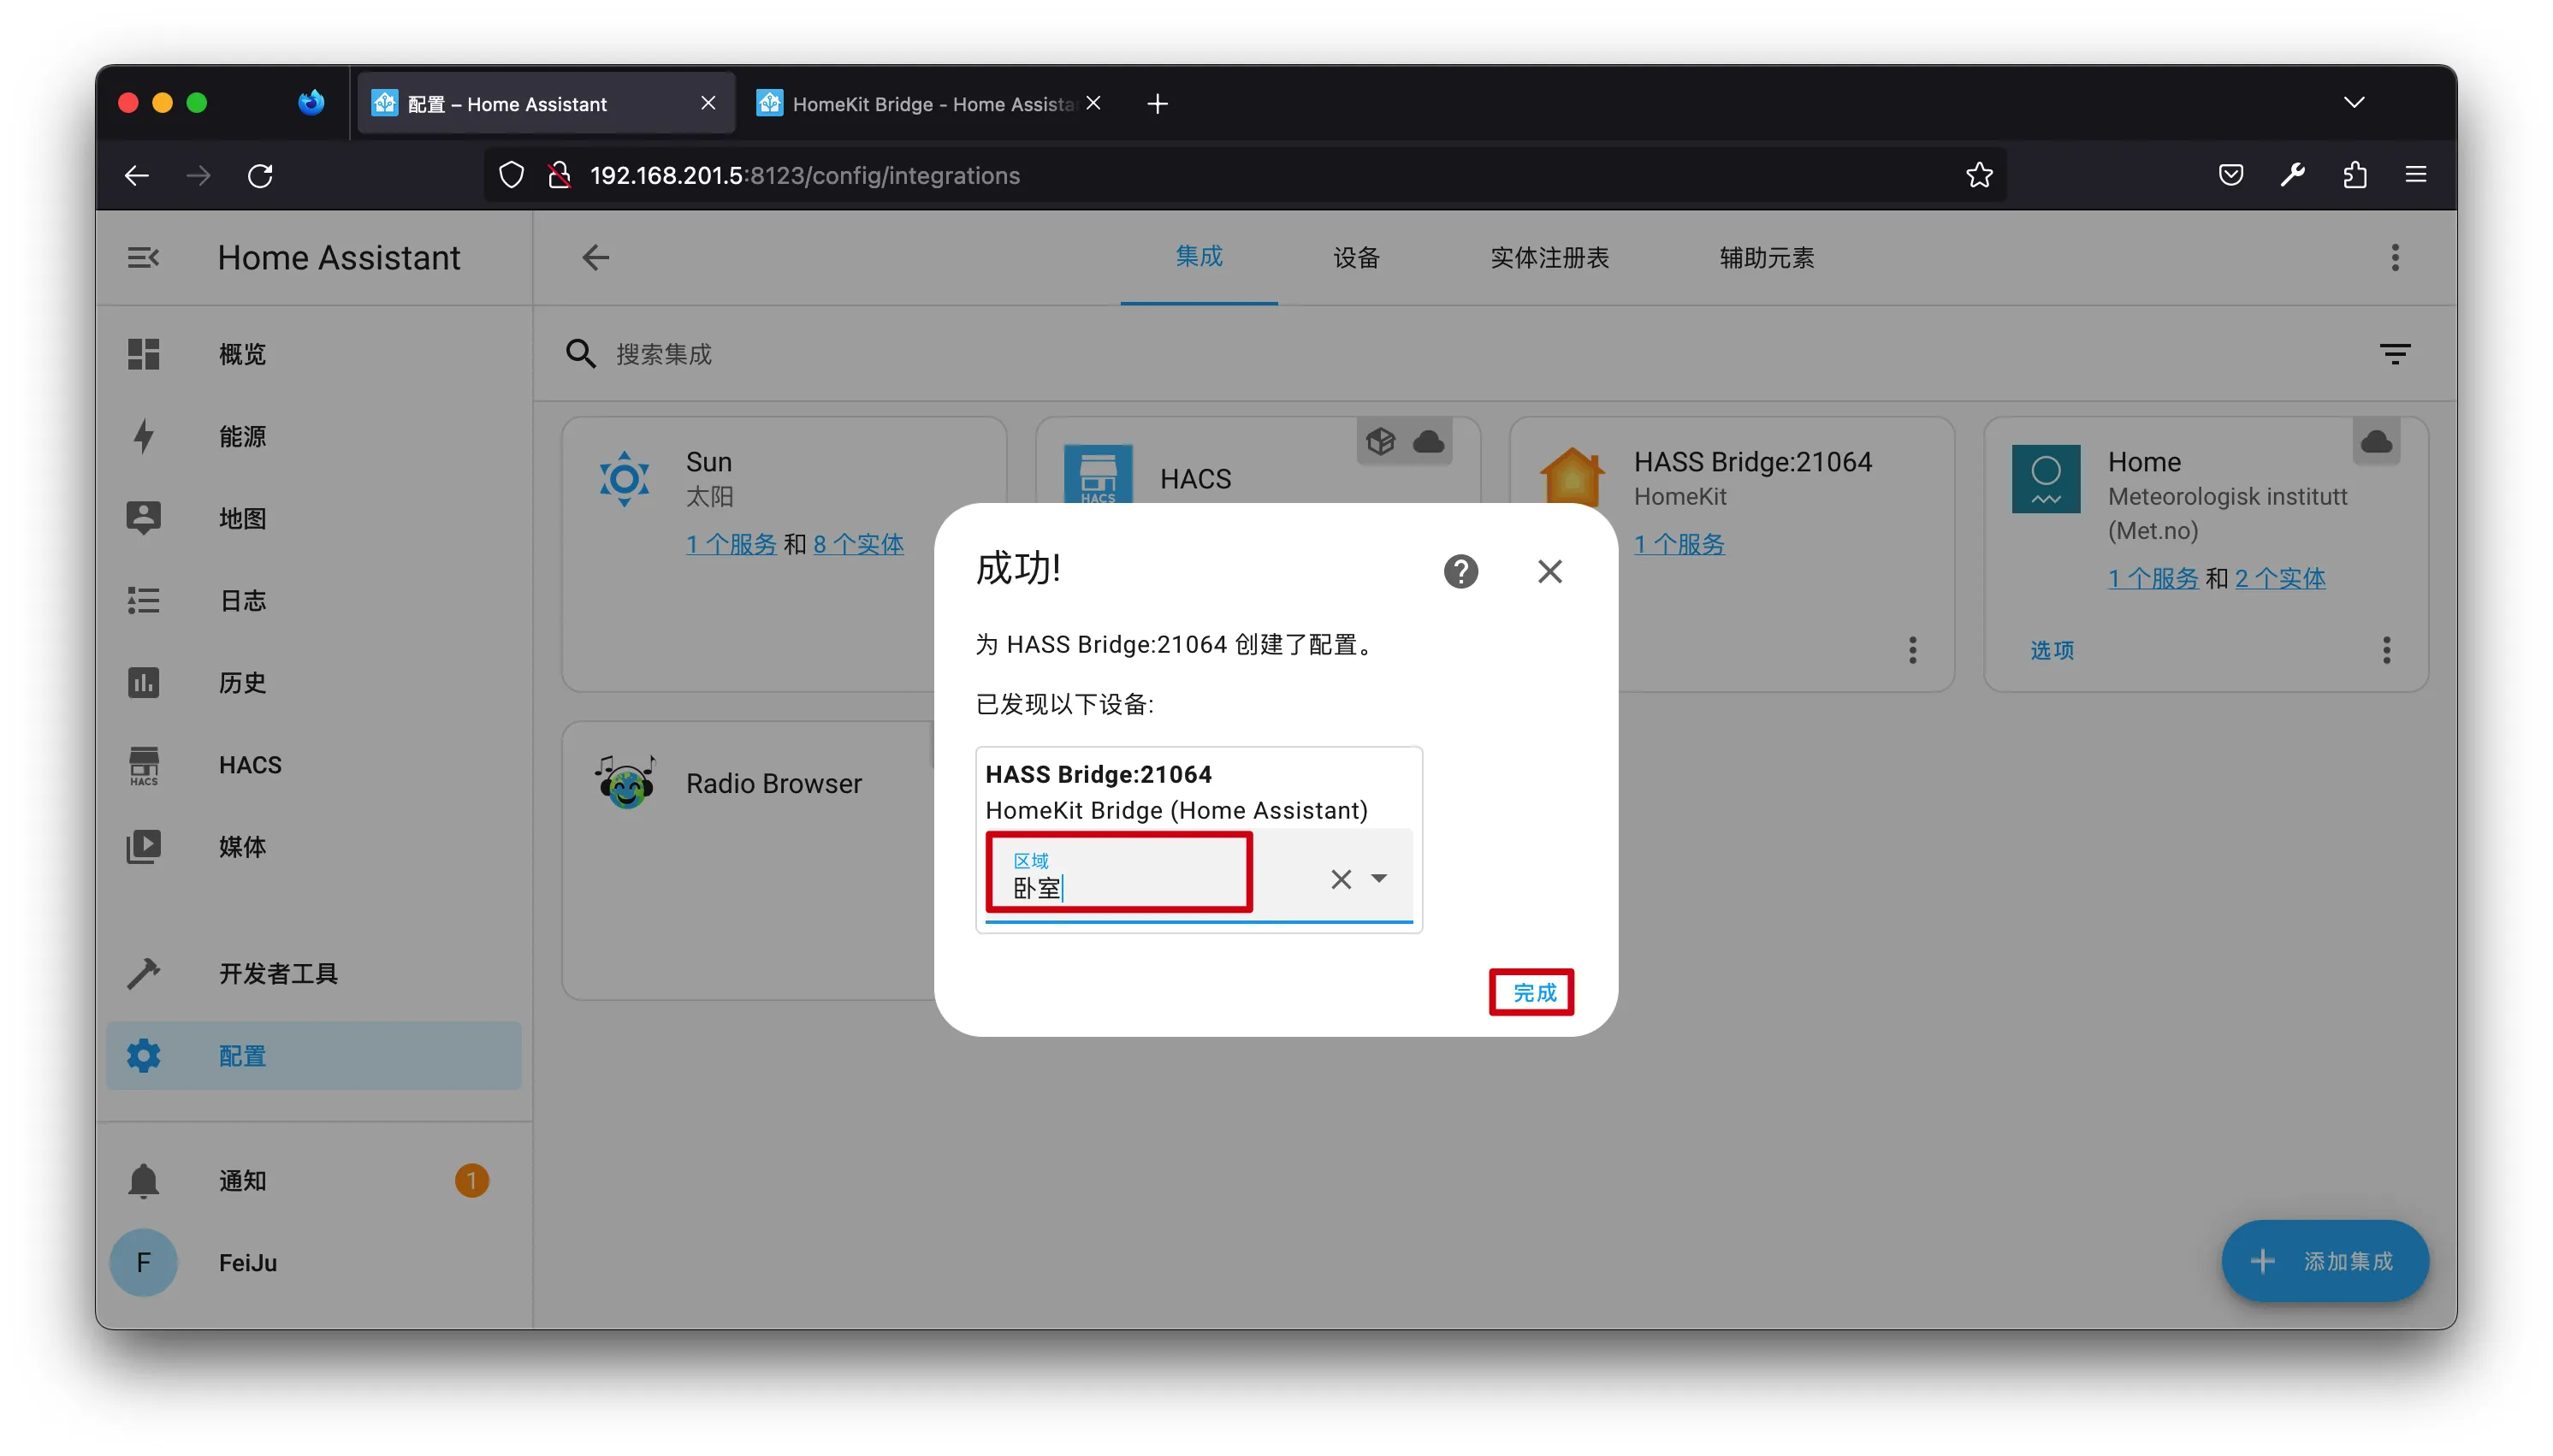 配置 – Home Assistant
HomeKit Bridge - Home Assista
192.168.201.5:8123/config/integrations
Home Assistant
集成
设备
实体注册表
辅助元素
概览
能源
地图
日志
历史
HACS
HACS
媒体
开发者工具
配置
通知
1
F
FeiJu
搜索集成
Sun
太阳
1 个服务 和 8 个实体
HACS
HACS
HASS Bridge:21064
HomeKit
1 个服务
Home
Meteorologisk institutt
(Met.no)
1 个服务 和 2 个实体
选项
Radio Browser
成功!
?
为 HASS Bridge:21064 创建了配置。
已发现以下设备:
HASS Bridge:21064
HomeKit Bridge (Home Assistant)
区域
卧室
完成
添加集成